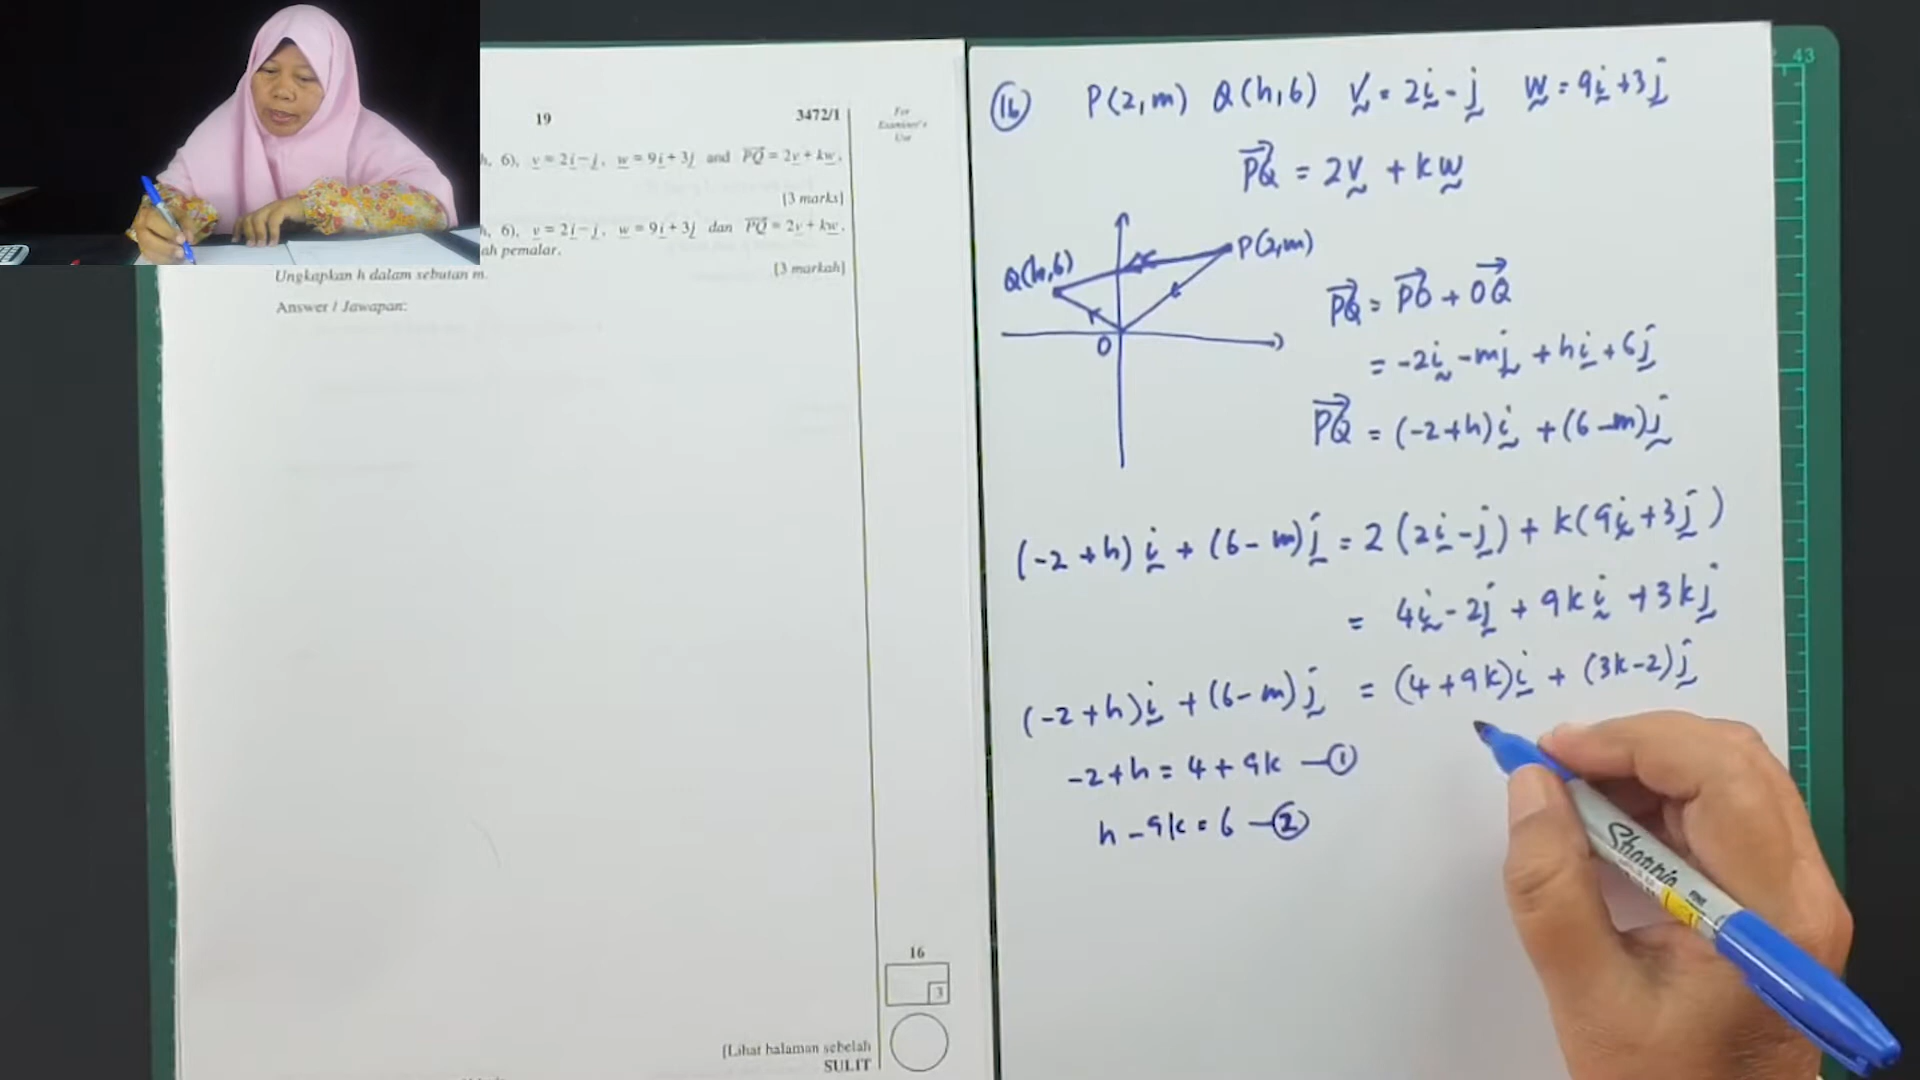 19
3472/1
For
Examiner's
Use
h, 6), v = 2i − j, w = 9i + 3j and PQ = 2v + kw.
[3 marks]
h, 6), v = 2i − j, w = 9i + 3j dan PQ = 2v + kw.
ah pemalar.
Ungkapkan h dalam sebutan m.
[3 markah]
Answer / Jawapan:
16
3
[Lihat halaman sebelah
SULIT
43
16 P(2,m) Q(h,6) v = 2i - j w = 9i + 3j
PQ = 2v + kw
Q(h,6)
P(2,m)
O
PQ = PO + OQ
= -2i - mj + hi + 6j
PQ = (-2+h)i + (6-m)j
(-2+h)i + (6-m)j = 2(2i-j) + k(9i+3j)
= 4i - 2j + 9ki + 3kj
(-2+h)i + (6-m)j = (4+9k)i + (3k-2)j
-2+h = 4+9k — 1
h - 9k = 6 — 2
Sharpie
FINE